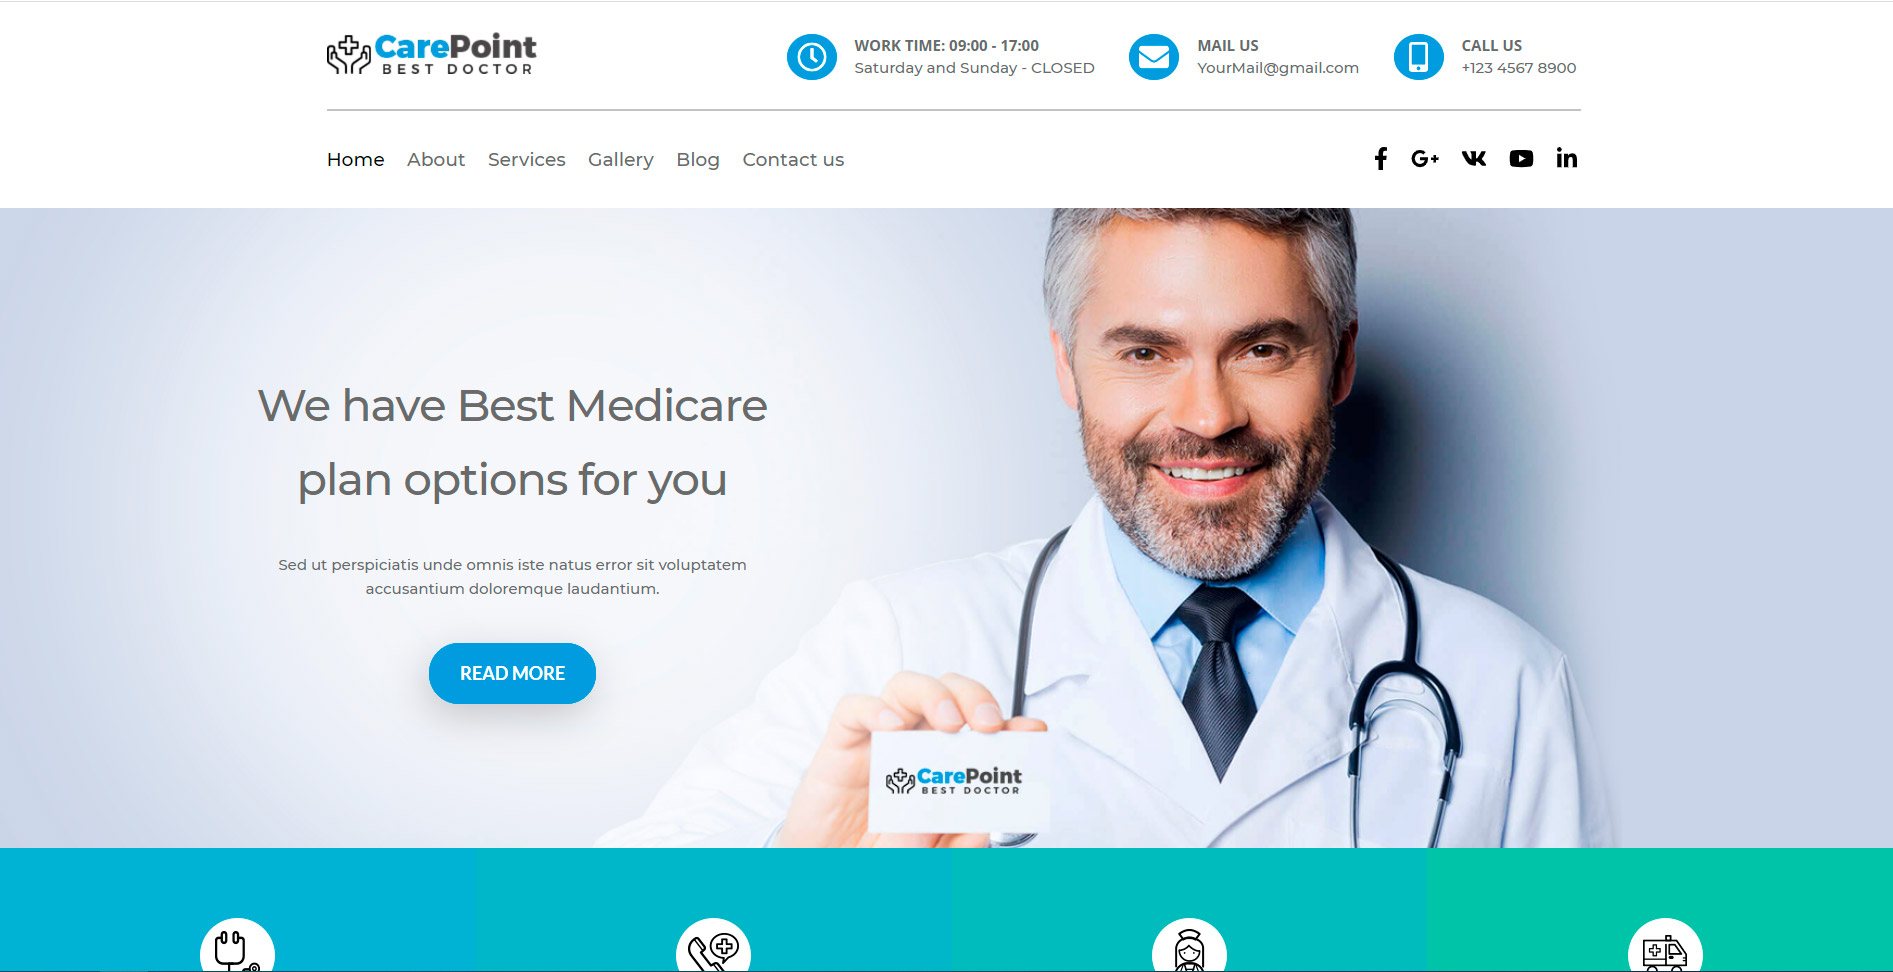 CarePoint
BEST DOCTOR
WORK TIME: 09:00 - 17:00
Saturday and Sunday - CLOSED
MAIL US
YourMail@gmail.com
CALL US
+123 4567 8900
Home About Services Gallery Blog Contact us
We have Best Medicare
plan options for you
Sed ut perspiciatis unde omnis iste natus error sit voluptatem
accusantium doloremque laudantium.
READ MORE
CarePoint
BEST DOCTOR